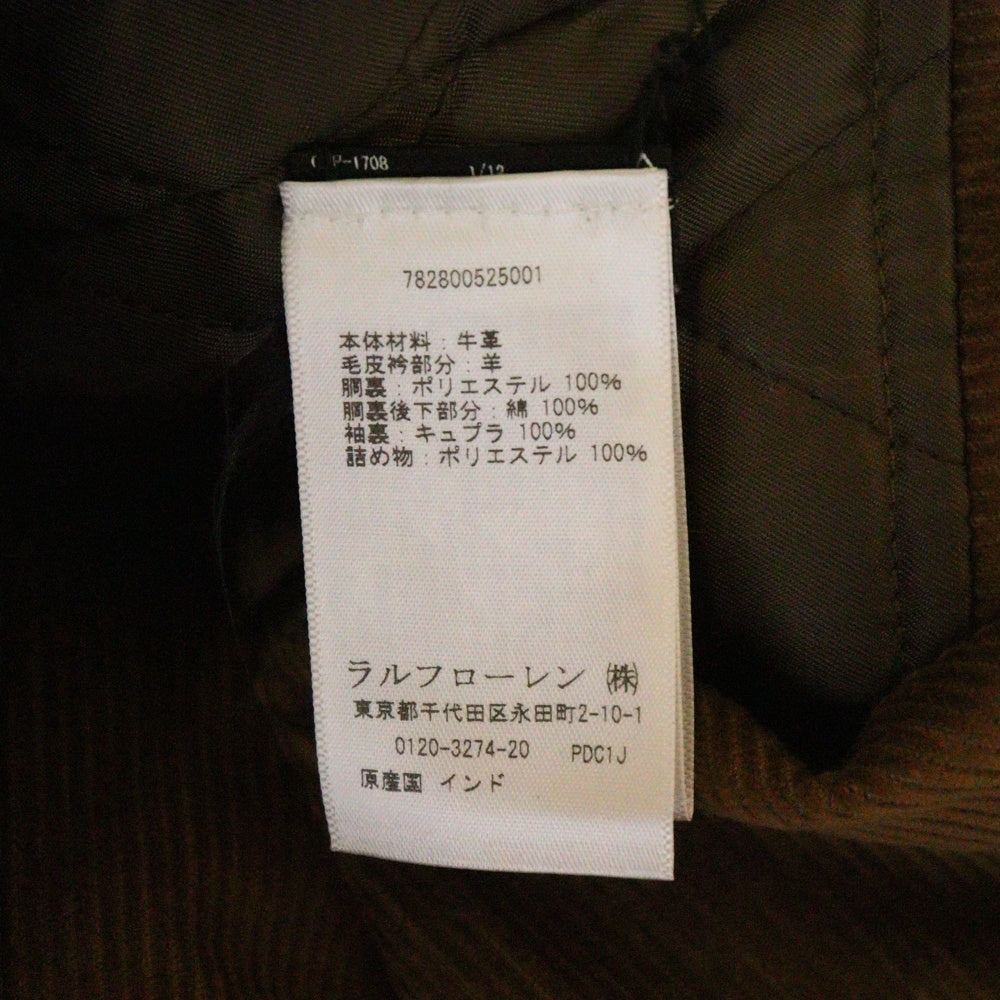 P-1708
782800525001
本体材料：牛革
毛皮衿部分：羊
胴裏：ポリエステル 100%
胴裏後下部分：綿 100%
袖裏：キュプラ 100%
詰め物：ポリエステル 100%
ラルフローレン ㈱
東京都千代田区永田町2-10-1
0120-3274-20 PDC1J
原産国 インド